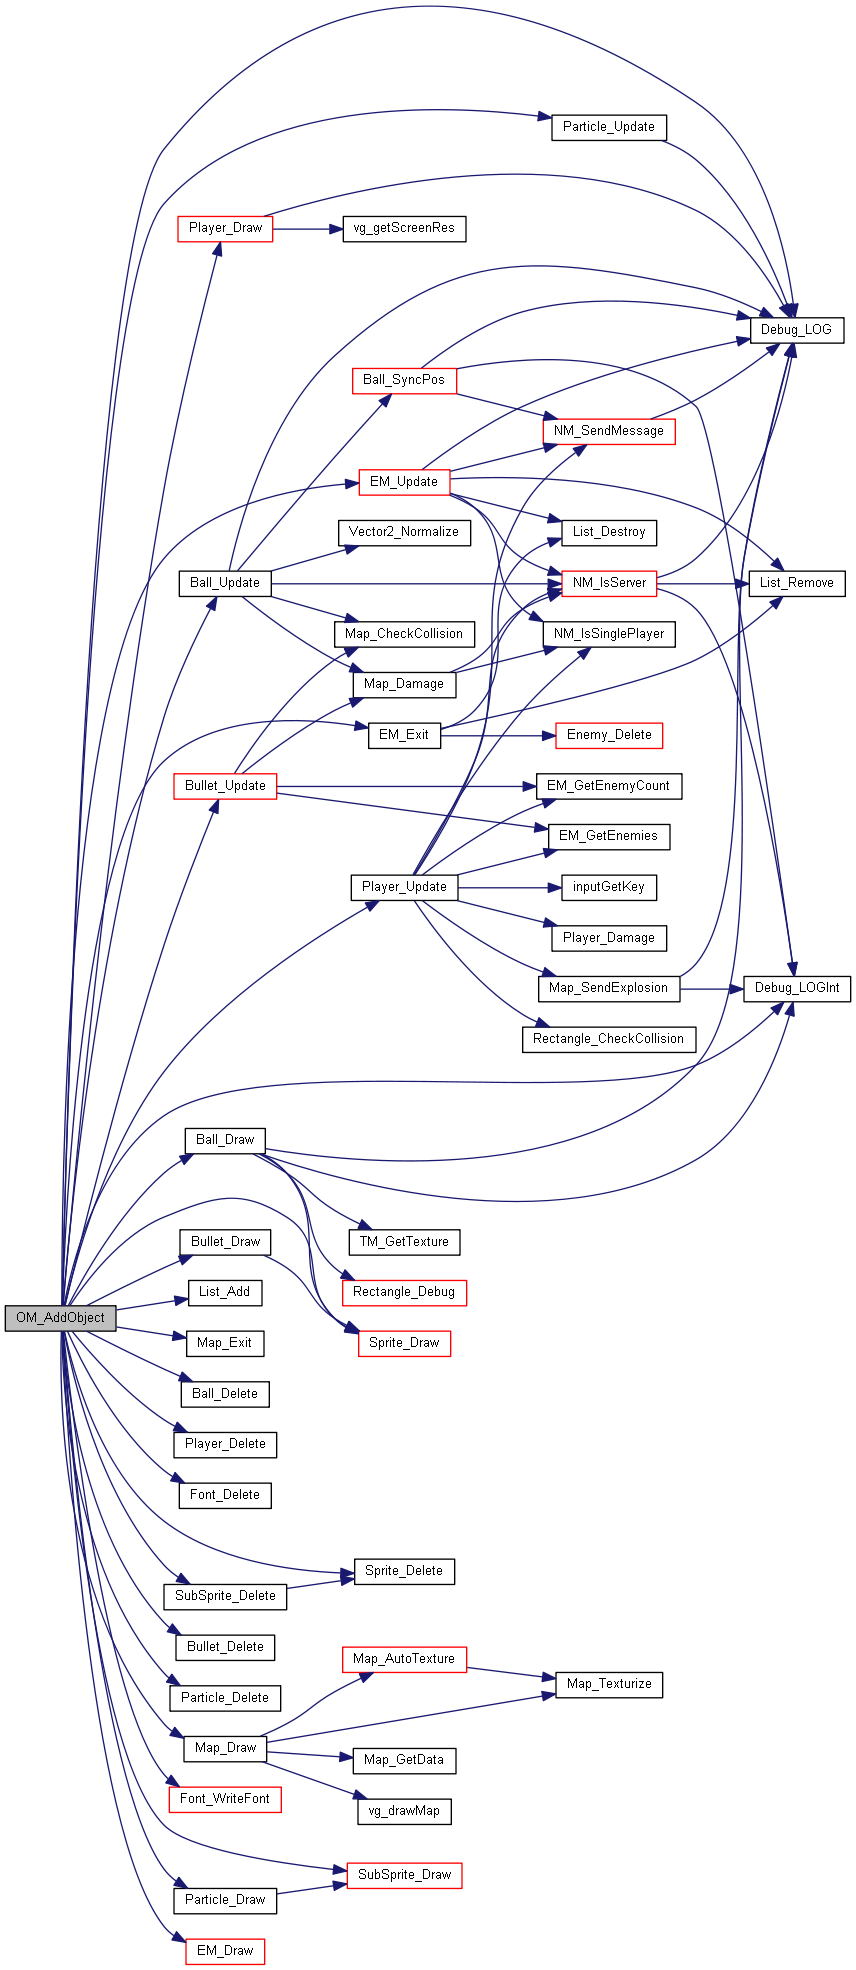 Particle_Update
Player_Draw
vg_getScreenRes
Debug_LOG
Ball_SyncPos
NM_SendMessage
EM_Update
Vector2_Normalize
List_Destroy
Ball_Update
NM_IsServer
List_Remove
Map_CheckCollision
NM_IsSinglePlayer
Map_Damage
EM_Exit
Enemy_Delete
Bullet_Update
EM_GetEnemyCount
EM_GetEnemies
Player_Update
inputGetKey
Player_Damage
Map_SendExplosion
Debug_LOGInt
Rectangle_CheckCollision
Ball_Draw
Bullet_Draw
TM_GetTexture
List_Add
Rectangle_Debug
OM_AddObject
Map_Exit
Sprite_Draw
Ball_Delete
Player_Delete
Font_Delete
Sprite_Delete
SubSprite_Delete
Bullet_Delete
Map_AutoTexture
Particle_Delete
Map_Texturize
Map_Draw
Map_GetData
Font_WriteFont
vg_drawMap
SubSprite_Draw
Particle_Draw
EM_Draw